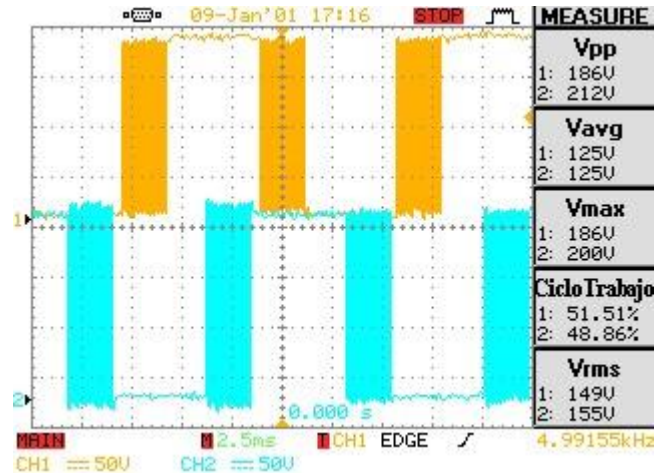 09-Jan'01 17:16 STOP
MEASURE
Vpp
1: 186V
2: 212V
Vavg
1: 125V
2: 125V
Vmax
1: 186V
2: 200V
Ciclo Trabajo
1: 51.51%
2: 48.86%
Vrms
1: 149V
2: 155V
1
2
0.000 s
MAIN M 2.5ms T CH1 EDGE 4.99155kHz
CH1 50V CH2 50V